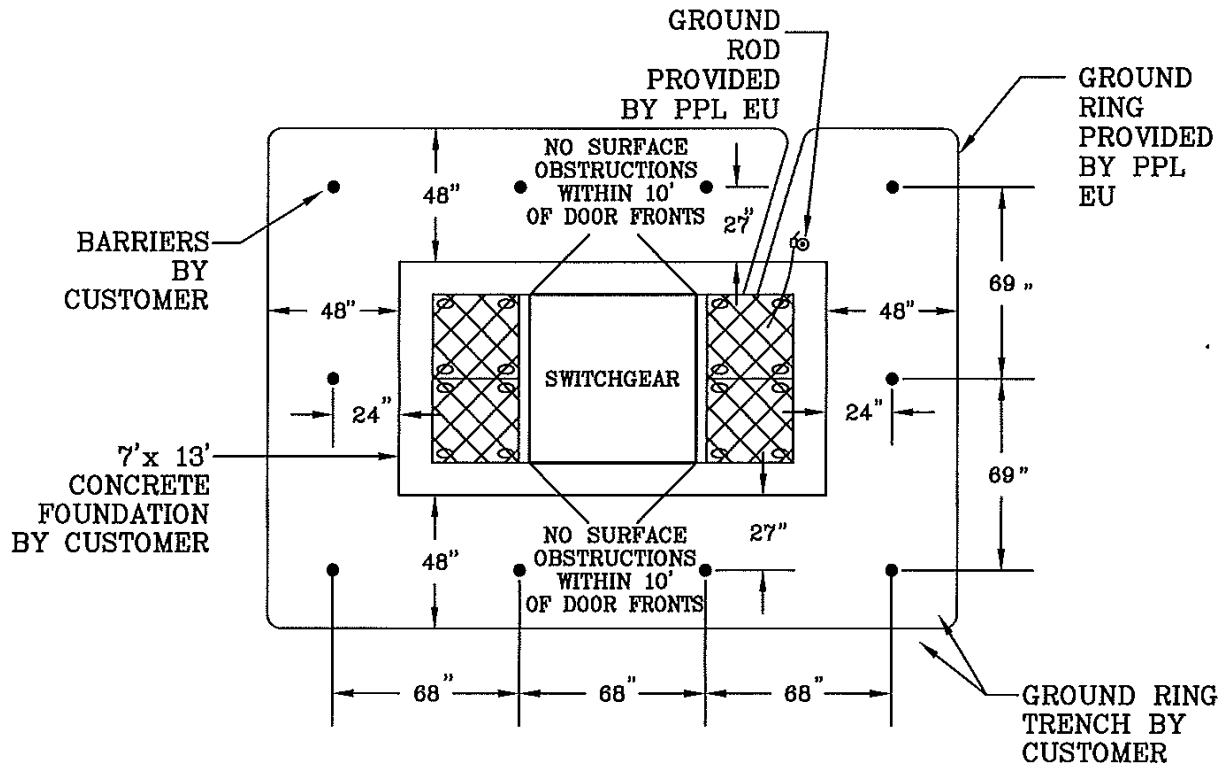 GROUND
ROD
PROVIDED
BY PPL EU
GROUND
RING
PROVIDED
BY PPL
EU
NO SURFACE
OBSTRUCTIONS
WITHIN 10'
OF DOOR FRONTS
48"
27"
BARRIERS
BY
CUSTOMER
69"
48"
48"
SWITCHGEAR
24"
24"
7'x 13'
CONCRETE
FOUNDATION
BY CUSTOMER
69"
48"
NO SURFACE
OBSTRUCTIONS
WITHIN 10'
OF DOOR FRONTS
27"
68"
68"
68"
GROUND RING
TRENCH BY
CUSTOMER